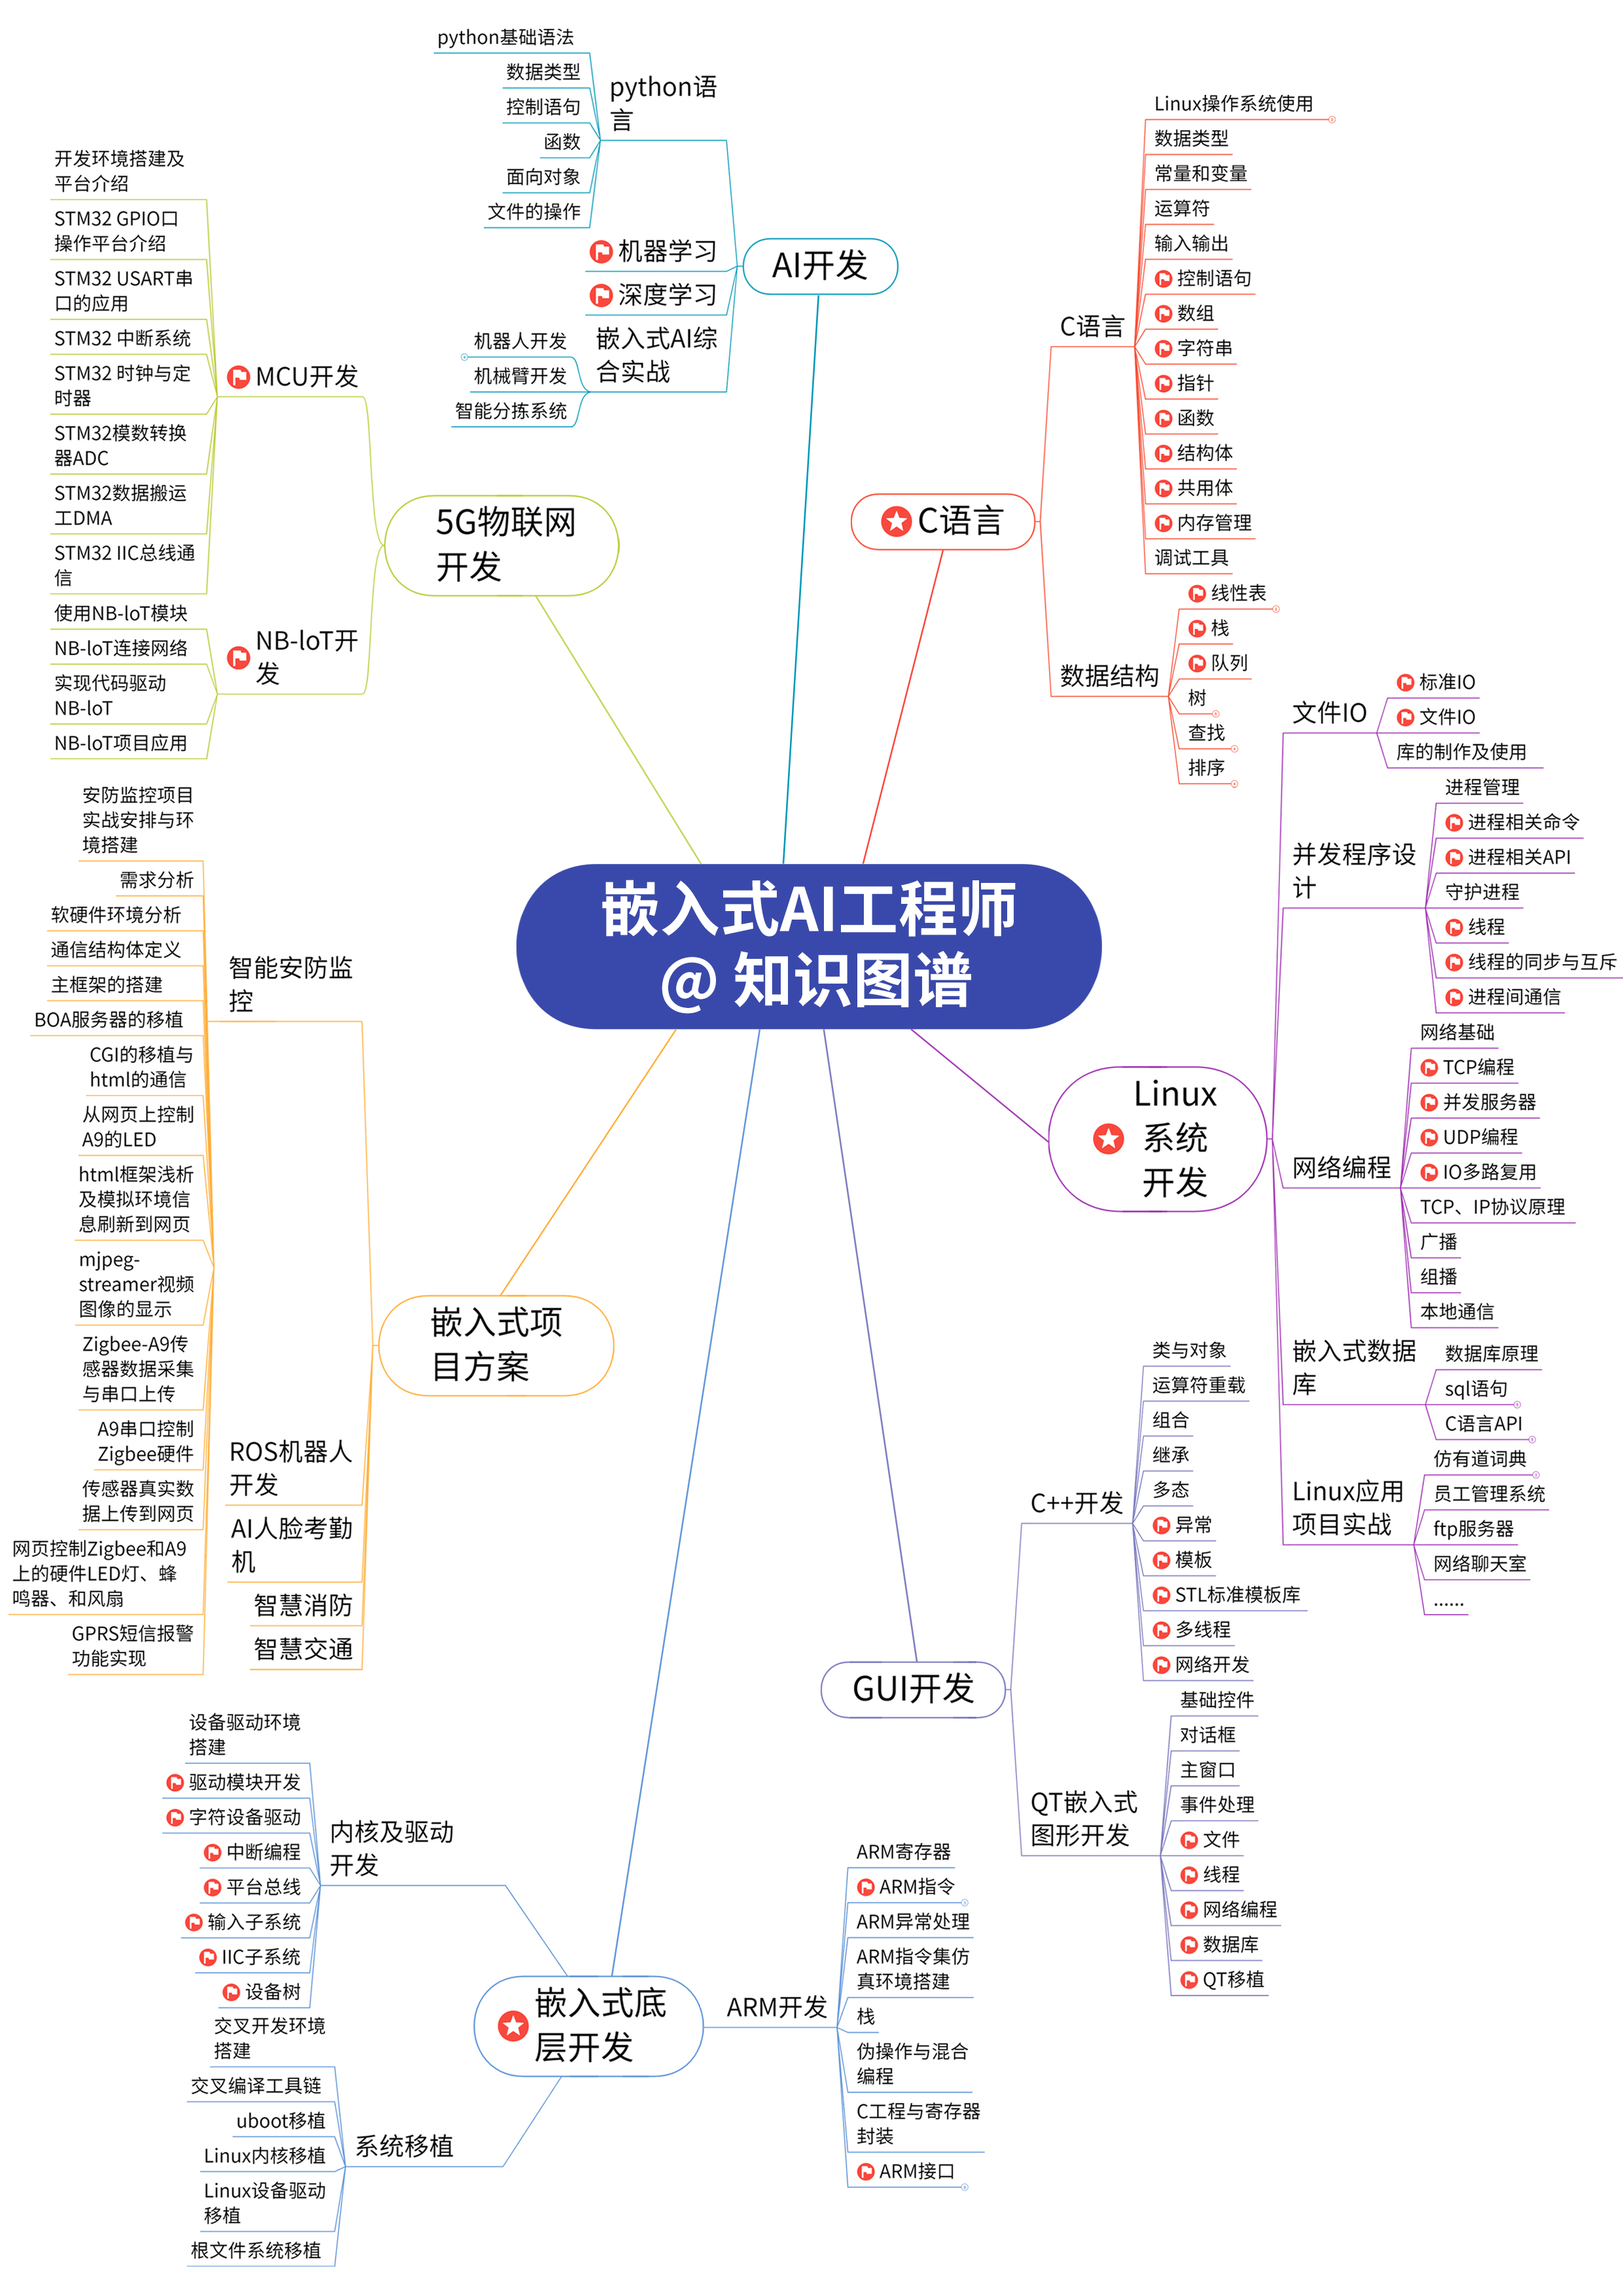 嵌入式AI工程师
@ 知识图谱
AI开发
python语
言
python基础语法
数据类型
控制语句
函数
面向对象
文件的操作
机器学习
深度学习
嵌入式AI综
合实战
机器人开发
机械臂开发
智能分拣系统
C语言
C语言
Linux操作系统使用
数据类型
常量和变量
运算符
输入输出
控制语句
数组
字符串
指针
函数
结构体
共用体
内存管理
调试工具
数据结构
线性表
栈
队列
树
查找
排序
5G物联网
开发
MCU开发
开发环境搭建及
平台介绍
STM32 GPIO口
操作平台介绍
STM32 USART串
口的应用
STM32 中断系统
STM32 时钟与定
时器
STM32模数转换
器ADC
STM32数据搬运
工DMA
STM32 IIC总线通
信
NB-loT开
发
使用NB-loT模块
NB-loT连接网络
实现代码驱动
NB-loT
NB-loT项目应用
Linux
系统
开发
文件IO
标准IO
文件IO
库的制作及使用
并发程序设
计
进程管理
进程相关命令
进程相关API
守护进程
线程
线程的同步与互斥
进程间通信
网络编程
网络基础
TCP编程
并发服务器
UDP编程
IO多路复用
TCP、IP协议原理
广播
组播
本地通信
嵌入式数据
库
数据库原理
sql语句
C语言API
Linux应用
项目实战
仿有道词典
员工管理系统
ftp服务器
网络聊天室
......
嵌入式项
目方案
智能安防监
控
安防监控项目
实战安排与环
境搭建
需求分析
软硬件环境分析
通信结构体定义
主框架的搭建
BOA服务器的移植
CGI的移植与
html的通信
从网页上控制
A9的LED
html框架浅析
及模拟环境信
息刷新到网页
mjpeg-
streamer视频
图像的显示
Zigbee-A9传
感器数据采集
与串口上传
A9串口控制
Zigbee硬件
传感器真实数
据上传到网页
网页控制Zigbee和A9
上的硬件LED灯、蜂
鸣器、和风扇
GPRS短信报警
功能实现
ROS机器人
开发
AI人脸考勤
机
智慧消防
智慧交通
GUI开发
C++开发
类与对象
运算符重载
组合
继承
多态
异常
模板
STL标准模板库
多线程
网络开发
QT嵌入式
图形开发
基础控件
对话框
主窗口
事件处理
文件
线程
网络编程
数据库
QT移植
嵌入式底
层开发
内核及驱动
开发
设备驱动环境
搭建
驱动模块开发
字符设备驱动
中断编程
平台总线
输入子系统
IIC子系统
设备树
系统移植
交叉开发环境
搭建
交叉编译工具链
uboot移植
Linux内核移植
Linux设备驱动
移植
根文件系统移植
ARM开发
ARM寄存器
ARM指令
ARM异常处理
ARM指令集仿
真环境搭建
栈
伪操作与混合
编程
C工程与寄存器
封装
ARM接口